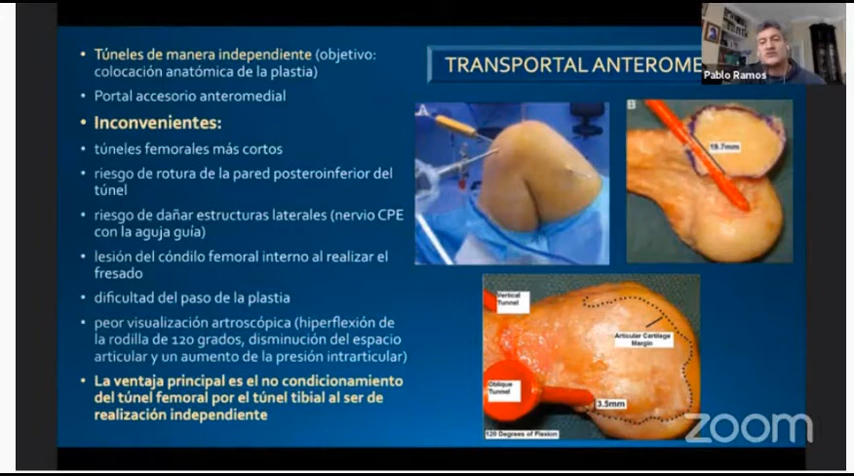 • Túneles de manera independiente (objetivo:
colocación anatómica de la plastia)
• Portal accesorio anteromedial
• Inconvenientes:
• túneles femorales más cortos
• riesgo de rotura de la pared posteroinferior del
túnel
• riesgo de dañar estructuras laterales (nervio CPE
con la aguja guía)
• lesión del cóndilo femoral interno al realizar el
fresado
• dificultad del paso de la plastia
• peor visualización artroscópica (hiperflexión de
la rodilla de 120 grados, disminución del espacio
articular y un aumento de la presión intrarticular)
• La ventaja principal es el no condicionamiento
del túnel femoral por el túnel tibial al ser de
realización independiente
TRANSPORTAL ANTEROME
Pablo Ramos
A
B
19.7mm
Vertical
Tunnel
Articular Cartilage
Margin
Oblique
Tunnel
3.5mm
120 Degrees of Flexion
zoom